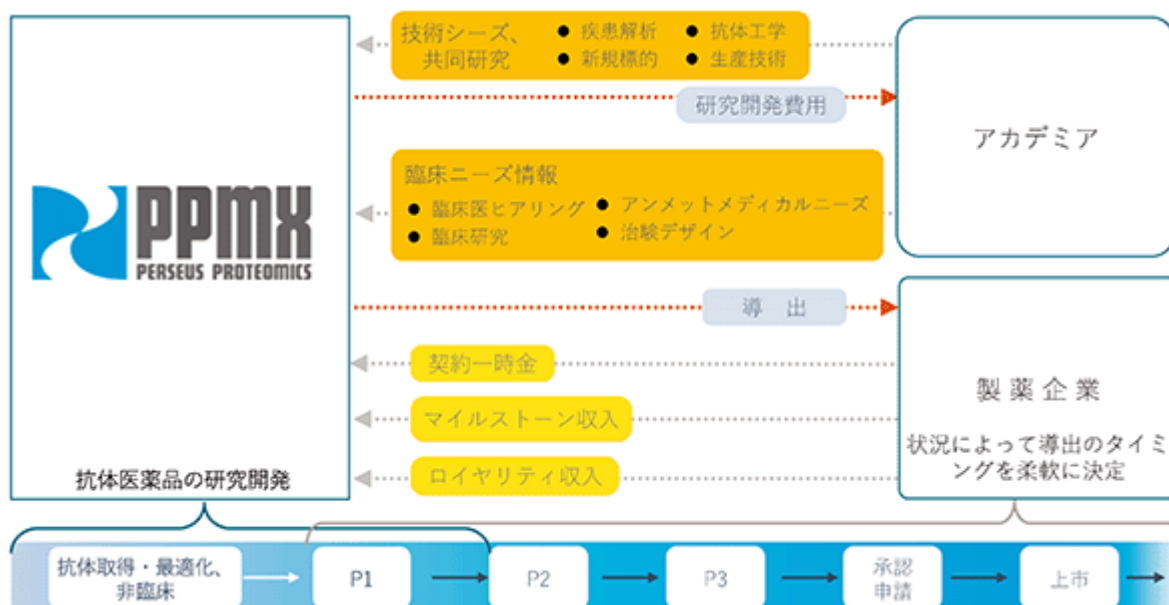 技術シーズ、
共同研究
● 疾患解析
● 抗体工学
● 新規標的
● 生産技術
研究開発費用
アカデミア
臨床ニーズ情報
● 臨床医ヒアリング
● アンメットメディカルニーズ
● 臨床研究
● 治験デザイン
PPMX
PERSEUS PROTEOMICS
抗体医薬品の研究開発
導 出
契約一時金
マイルストーン収入
ロイヤリティ収入
製薬企業
状況によって導出のタイミ
ングを柔軟に決定
抗体取得・最適化、
非臨床
P1
P2
P3
承認
申請
上市